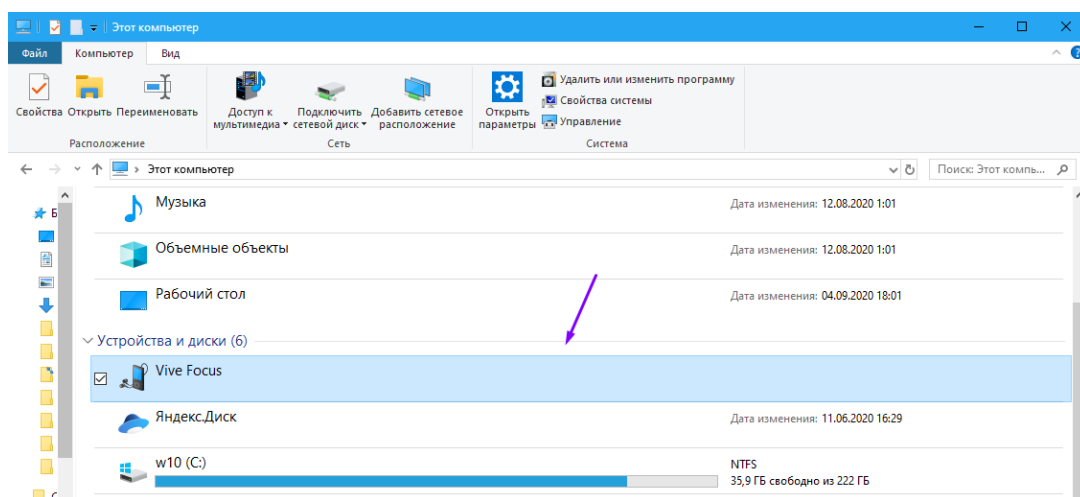 Этот компьютер
Файл Компьютер Вид
Свойства Открыть Переименовать
Доступ к мультимедиа
Подключить сетевой диск
Добавить сетевое расположение
Открыть параметры
Удалить или изменить программу
Свойства системы
Управление
Расположение Сеть Система
Этот компьютер Поиск: Этот компь...
Музыка Дата изменения: 12.08.2020 1:01
Объемные объекты Дата изменения: 12.08.2020 1:01
Рабочий стол Дата изменения: 04.09.2020 18:01
Устройства и диски (6)
Vive Focus
Яндекс.Диск Дата изменения: 11.06.2020 16:29
w10 (C:) NTFS
35,9 ГБ свободно из 222 ГБ